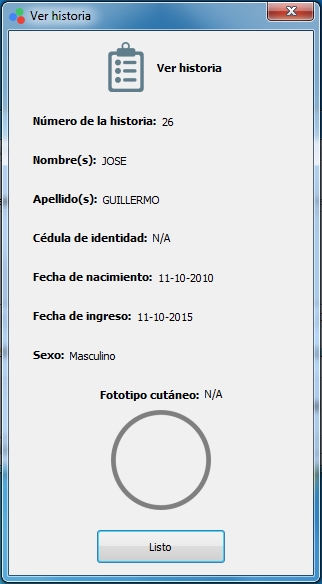 Ver historia
Ver historia
Número de la historia: 26
Nombre(s): JOSE
Apellido(s): GUILLERMO
Cédula de identidad: N/A
Fecha de nacimiento: 11-10-2010
Fecha de ingreso: 11-10-2015
Sexo: Masculino
Fototipo cutáneo: N/A
Listo